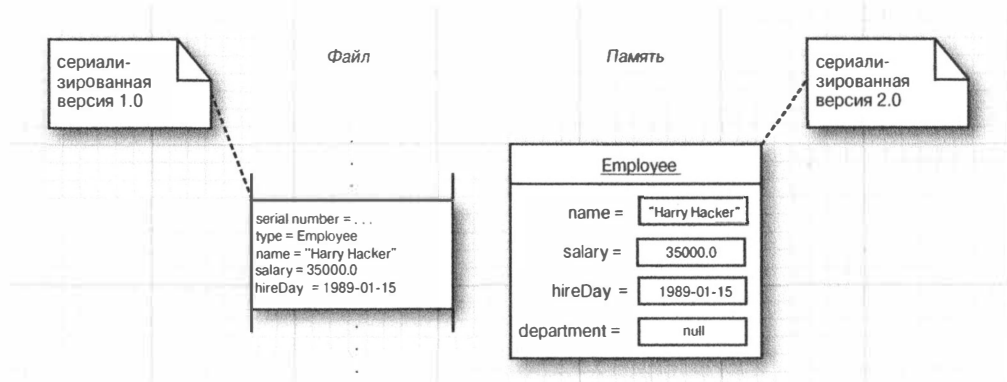 сериали-
зированная
версия 1.0
Файл
Память
сериали-
зированная
версия 2.0
serial number = . . .
type = Employee
name = "Harry Hacker"
salary = 35000.0
hireDay = 1989-01-15
Employee
name = "Harry Hacker"
salary = 35000.0
hireDay = 1989-01-15
department = null